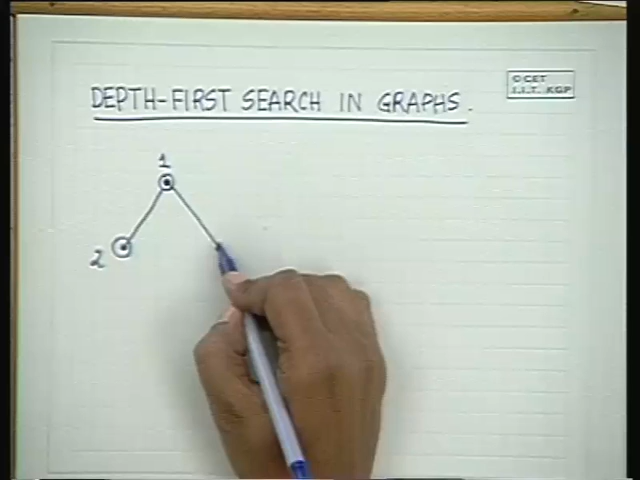 ©CET
I.I.T. KGP
DEPTH-FIRST SEARCH IN GRAPHS.
1
2